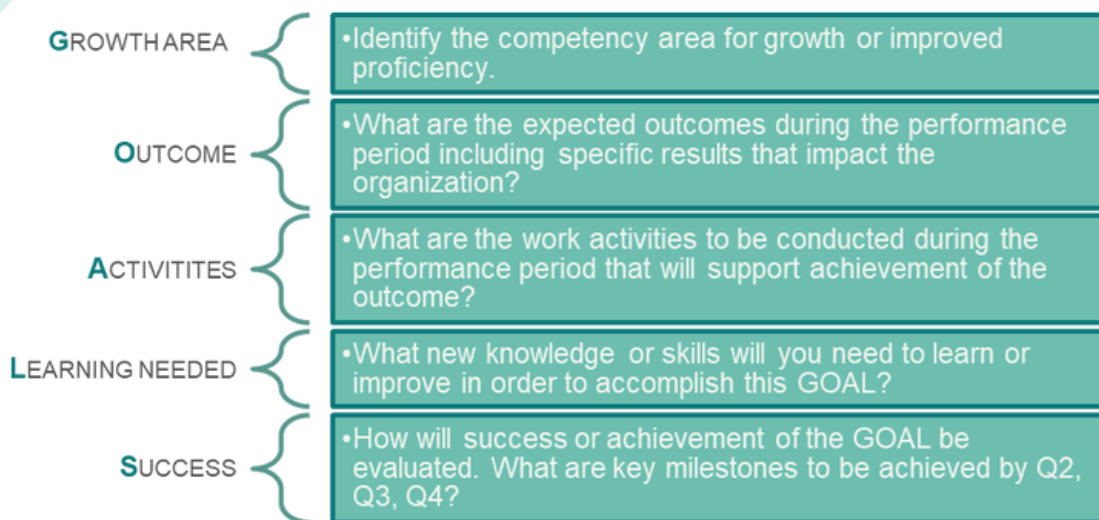 GROWTH AREA
•Identify the competency area for growth or improved
proficiency.
OUTCOME
•What are the expected outcomes during the performance
period including specific results that impact the
organization?
ACTIVITITES
•What are the work activities to be conducted during the
performance period that will support achievement of the
outcome?
LEARNING NEEDED
•What new knowledge or skills will you need to learn or
improve in order to accomplish this GOAL?
SUCCESS
•How will success or achievement of the GOAL be
evaluated. What are key milestones to be achieved by Q2,
Q3, Q4?